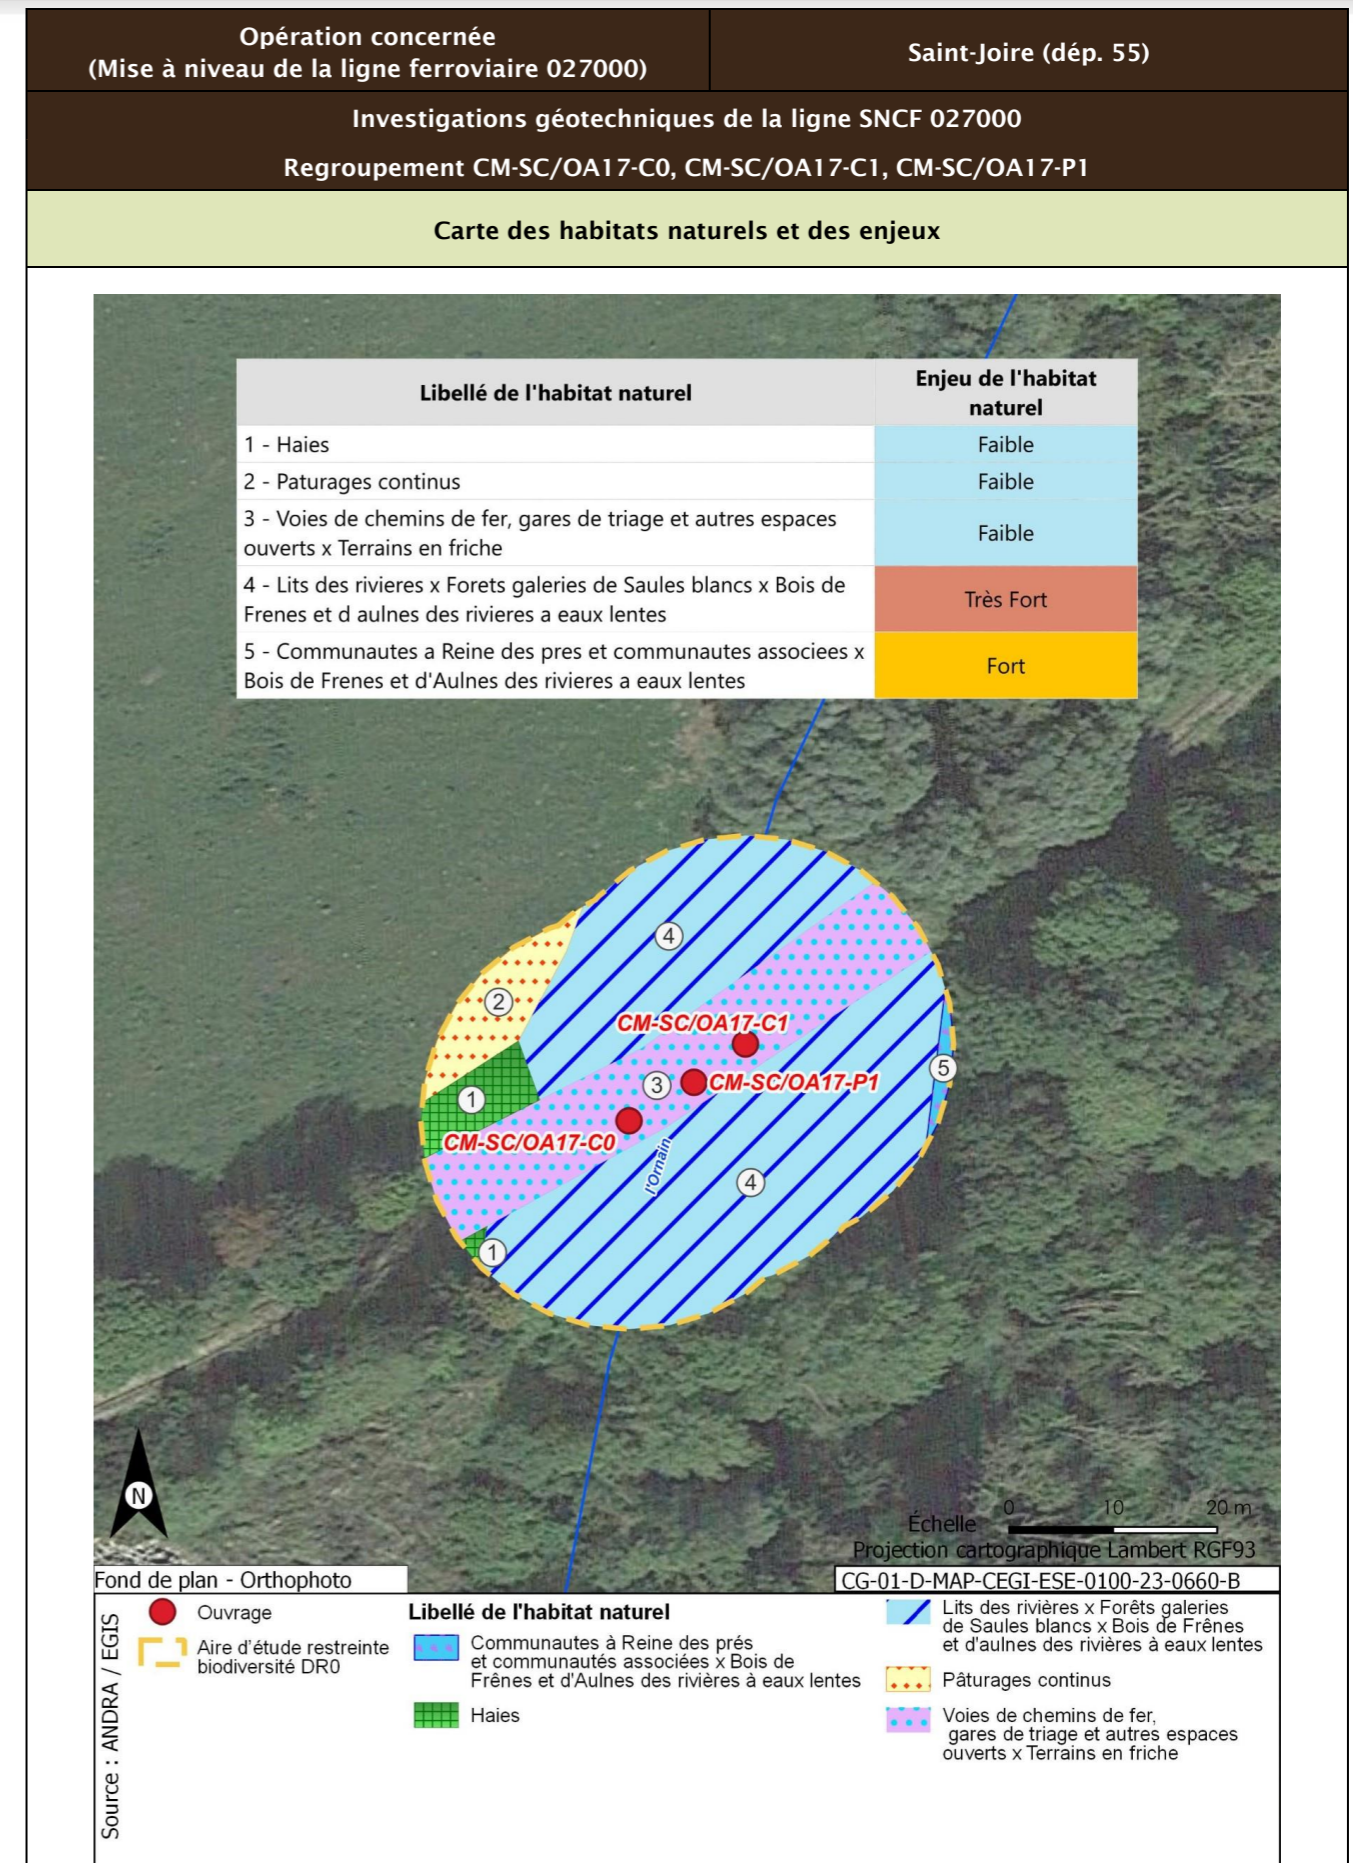 Opération concernée
(Mise à niveau de la ligne ferroviaire 027000)
Saint-Joire (dép. 55)
Investigations géotechniques de la ligne SNCF 027000
Regroupement CM-SC/OA17-C0, CM-SC/OA17-C1, CM-SC/OA17-P1
Carte des habitats naturels et des enjeux
Libellé de l'habitat naturel
Enjeu de l'habitat
naturel
1 - Haies
Faible
2 - Paturages continus
Faible
3 - Voies de chemins de fer, gares de triage et autres espaces
ouverts x Terrains en friche
Faible
4 - Lits des rivieres x Forets galeries de Saules blancs x Bois de
Frenes et d aulnes des rivieres a eaux lentes
Très Fort
5 - Communautes a Reine des pres et communautes associees x
Bois de Frenes et d'Aulnes des rivieres a eaux lentes
Fort
4
2
CM-SC/OA17-C1
5
3
CM-SC/OA17-P1
1
CM-SC/OA17-C0
l'Ornain
4
1
N
Échelle
0 10 20 m
Projection cartographique Lambert RGF93
Fond de plan - Orthophoto
CG-01-D-MAP-CEGI-ESE-0100-23-0660-B
Source : ANDRA / EGIS
Ouvrage
Aire d'étude restreinte
biodiversité DR0
Libellé de l'habitat naturel
Communautes à Reine des prés
et communautés associées x Bois de
Frênes et d'Aulnes des rivières à eaux lentes
Haies
Lits des rivières x Forêts galeries
de Saules blancs x Bois de Frênes
et d'aulnes des rivières à eaux lentes
Pâturages continus
Voies de chemins de fer,
gares de triage et autres espaces
ouverts x Terrains en friche